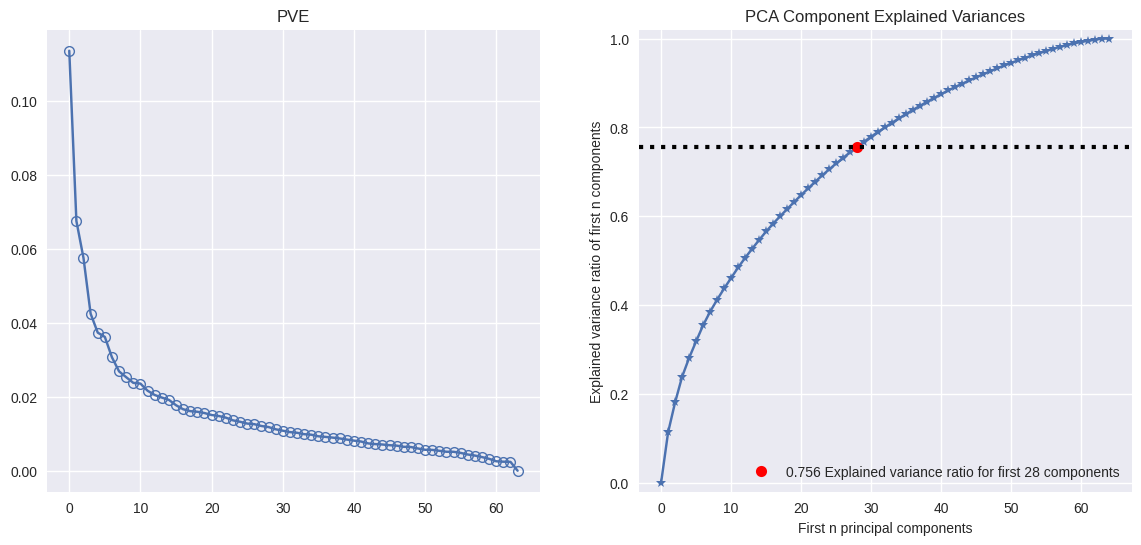 PVE
0.10
0.08
0.06
0.04
0.02
0.00
0 10 20 30 40 50 60
PCA Component Explained Variances
Explained variance ratio of first n components
1.0
0.8
0.6
0.4
0.2
0.0
0.756 Explained variance ratio for first 28 components
0 10 20 30 40 50 60
First n principal components